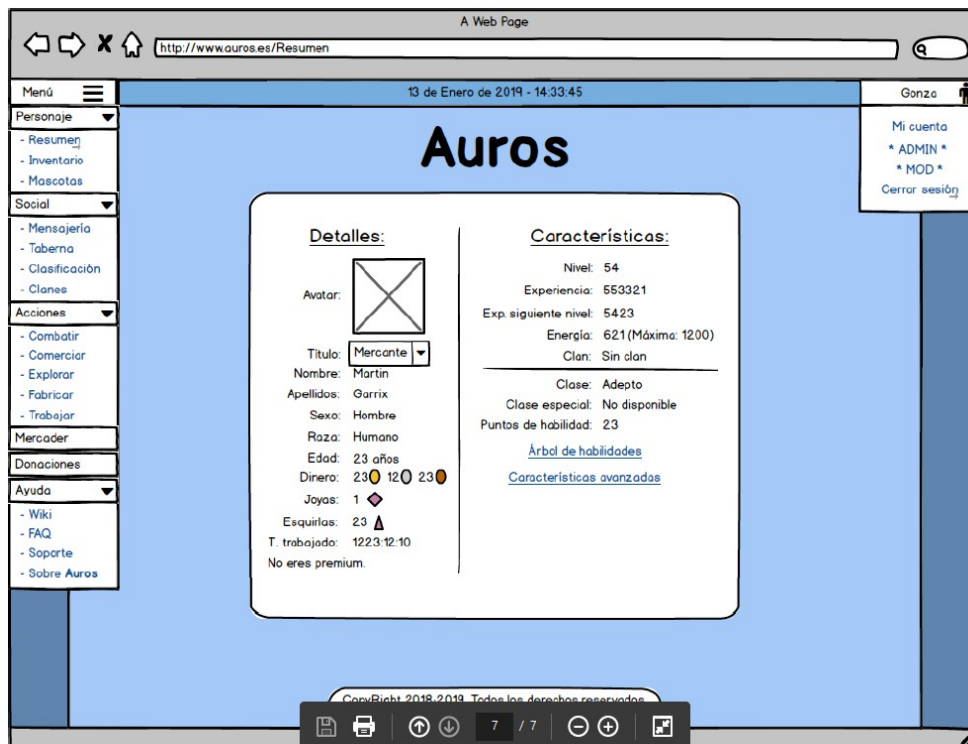 A Web Page
http://www.auros.es/Resumen
Menú
13 de Enero de 2019 - 14:33:45
Gonza
Personaje
- Resumen
- Inventario
- Mascotas
Social
- Mensajería
- Taberna
- Clasificación
- Clanes
Acciones
- Combatir
- Comerciar
- Explorar
- Fabricar
- Trabajar
Mercader
Donaciones
Ayuda
- Wiki
- FAQ
- Soporte
- Sobre Auros
Mi cuenta
* ADMIN *
* MOD *
Cerrar sesión
Auros
Detalles:
Avatar:
Título: Mercante
Nombre: Martin
Apellidos: Garrix
Sexo: Hombre
Raza: Humano
Edad: 23 años
Dinero: 23 12 23
Joyas: 1
Esquirlas: 23
T. trabajado: 1223:12:10
No eres premium.
Características:
Nivel: 54
Experiencia: 553321
Exp. siguiente nivel: 5423
Energía: 621 (Máxima: 1200)
Clan: Sin clan
Clase: Adepto
Clase especial: No disponible
Puntos de habilidad: 23
Árbol de habilidades
Características avanzadas
CopyRight 2018-2019. Todos los derechos reservados
7 / 7